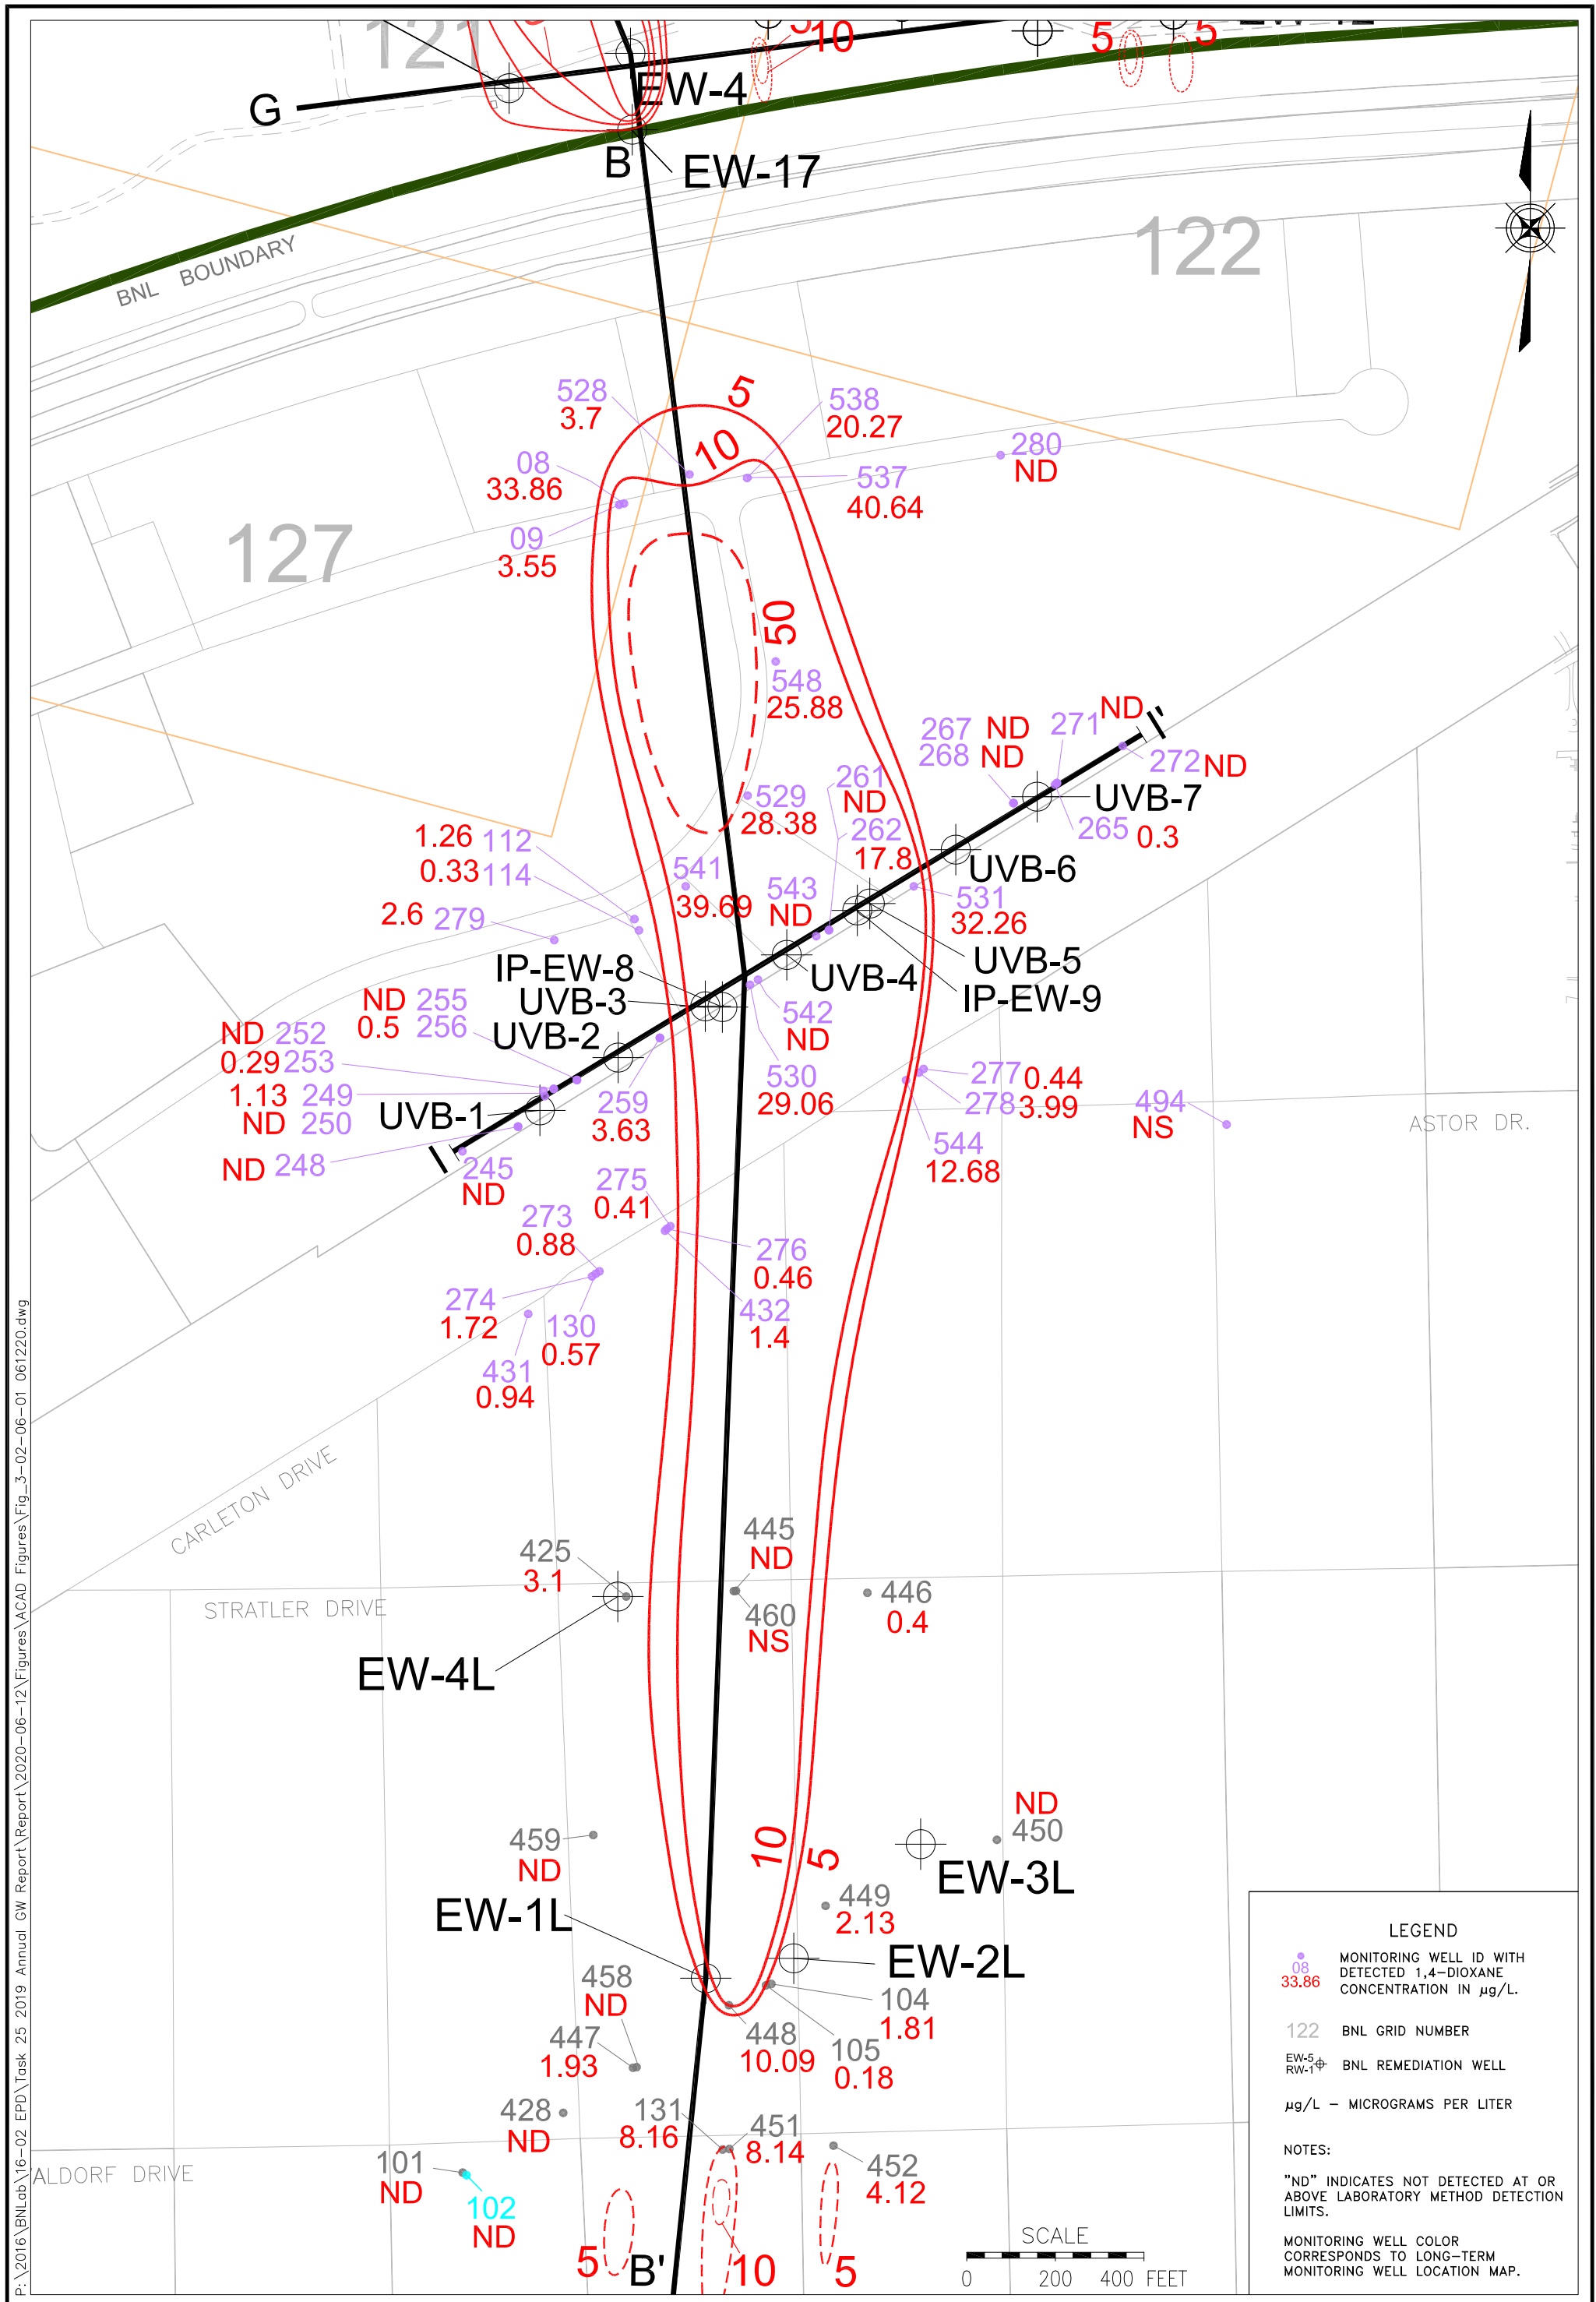 121
5
10
5
5
EW-4
G
B
EW-17
122
BNL BOUNDARY
528
3.7
5
538
20.27
10
280
ND
08
33.86
537
40.64
127
09
3.55
50
548
25.88
267 ND
268 ND
271 ND
I'
272 ND
UVB-7
265 0.3
261
ND
262
17.8
529
28.38
1.26 112
0.33 114
541
39.69
UVB-6
2.6 279
543
ND
531
32.26
IP-EW-8
UVB-3
UVB-4
UVB-5
IP-EW-9
ND 255
0.5 256
UVB-2
542
ND
ND 252
0.29 253
1.13 249
ND 250
UVB-1
259
3.63
530
29.06
277 0.44
278 3.99
494
NS
ASTOR DR.
ND 248
I
245
ND
544
12.68
275
0.41
273
0.88
276
0.46
274
1.72
130
0.57
432
1.4
431
0.94
CARLETON DRIVE
425
3.1
445
ND
446
0.4
460
NS
STRATLER DRIVE
EW-4L
ND
450
459
ND
10
5
EW-3L
EW-1L
449
2.13
EW-2L
458
ND
104
1.81
447
1.93
448
10.09
105
0.18
428
ND
131
8.16
451
8.14
452
4.12
ALDORF DRIVE
101
ND
102
ND
5
B'
10
5
SCALE
0 200 400 FEET
LEGEND
08
33.86
MONITORING WELL ID WITH
DETECTED 1,4-DIOXANE
CONCENTRATION IN µg/L.
122 BNL GRID NUMBER
EW-5
RW-1
BNL REMEDIATION WELL
µg/L - MICROGRAMS PER LITER
NOTES:
"ND" INDICATES NOT DETECTED AT OR
ABOVE LABORATORY METHOD DETECTION
LIMITS.
MONITORING WELL COLOR
CORRESPONDS TO LONG-TERM
MONITORING WELL LOCATION MAP.
P:\2016\BNLab\16-02 EPD\Task 25 2019 Annual GW Report\Report\2020-06-12\Figures\ACAD Figures\Fig_3-02-06-01 061220.dwg